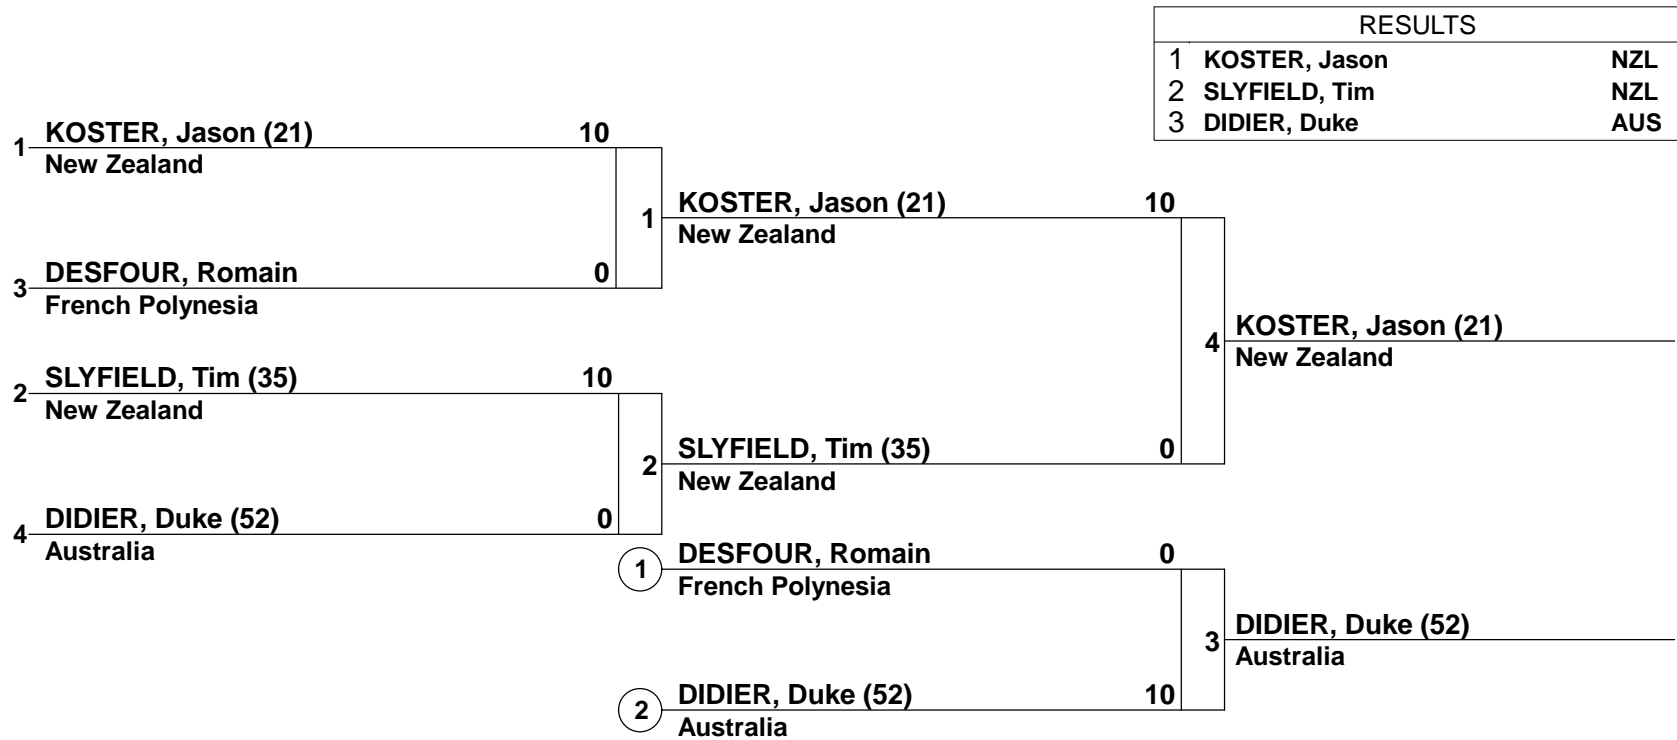 RESULTS
1 KOSTER, Jason NZL
2 SLYFIELD, Tim NZL
3 DIDIER, Duke AUS
1 KOSTER, Jason (21) 10
New Zealand
3 DESFOUR, Romain 0
French Polynesia
1
2 SLYFIELD, Tim (35) 10
New Zealand
4 DIDIER, Duke (52) 0
Australia
2
KOSTER, Jason (21) 10
New Zealand
SLYFIELD, Tim (35) 0
New Zealand
4
KOSTER, Jason (21)
New Zealand
1 DESFOUR, Romain 0
French Polynesia
2 DIDIER, Duke (52) 10
Australia
3
DIDIER, Duke (52)
Australia